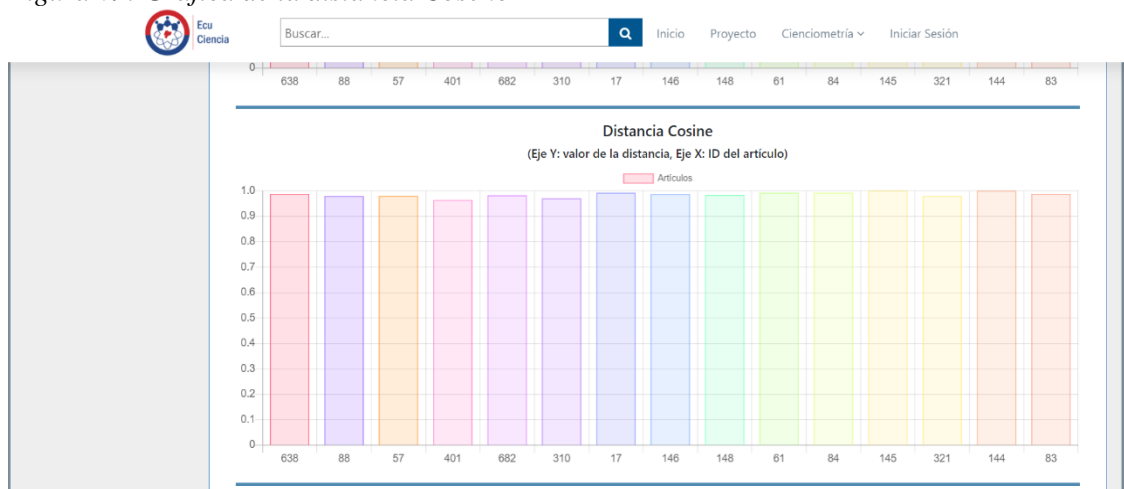 Ecu
Ciencia
Buscar...
Inicio Proyecto Cienciometría Iniciar Sesión
0
638 88 57 401 682 310 17 146 148 61 84 145 321 144 83
Distancia Cosine
(Eje Y: valor de la distancia, Eje X: ID del artículo)
Artículos
1.0
0.9
0.8
0.7
0.6
0.5
0.4
0.3
0.2
0.1
0
638 88 57 401 682 310 17 146 148 61 84 145 321 144 83